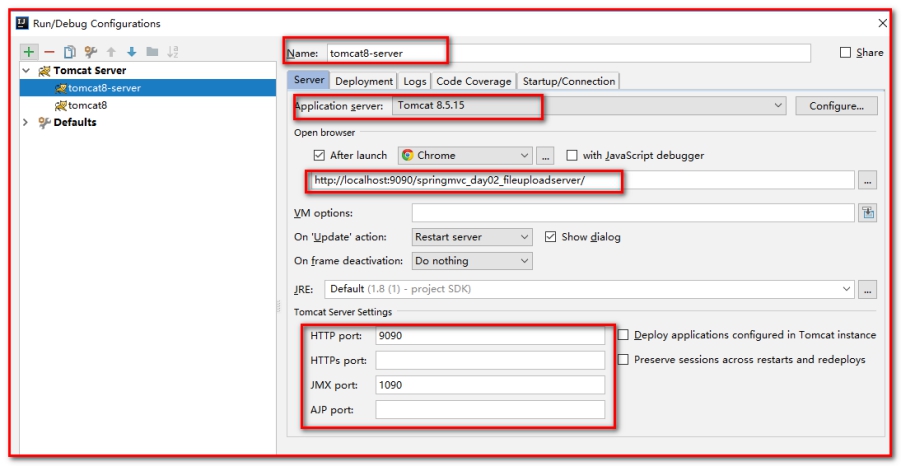 Run/Debug Configurations
Tomcat Server
tomcat8-server
tomcat8
Defaults
Name: tomcat8-server
Share
Server Deployment Logs Code Coverage Startup/Connection
Application server: Tomcat 8.5.15 Configure...
Open browser
After launch Chrome ... with JavaScript debugger
http://localhost:9090/springmvc_day02_fileuploadserver/ ...
VM options:
On 'Update' action: Restart server Show dialog
On frame deactivation: Do nothing
JRE: Default (1.8 (1) - project SDK) ...
Tomcat Server Settings
HTTP port: 9090 Deploy applications configured in Tomcat instance
HTTPs port: Preserve sessions across restarts and redeploys
JMX port: 1090
AJP port: